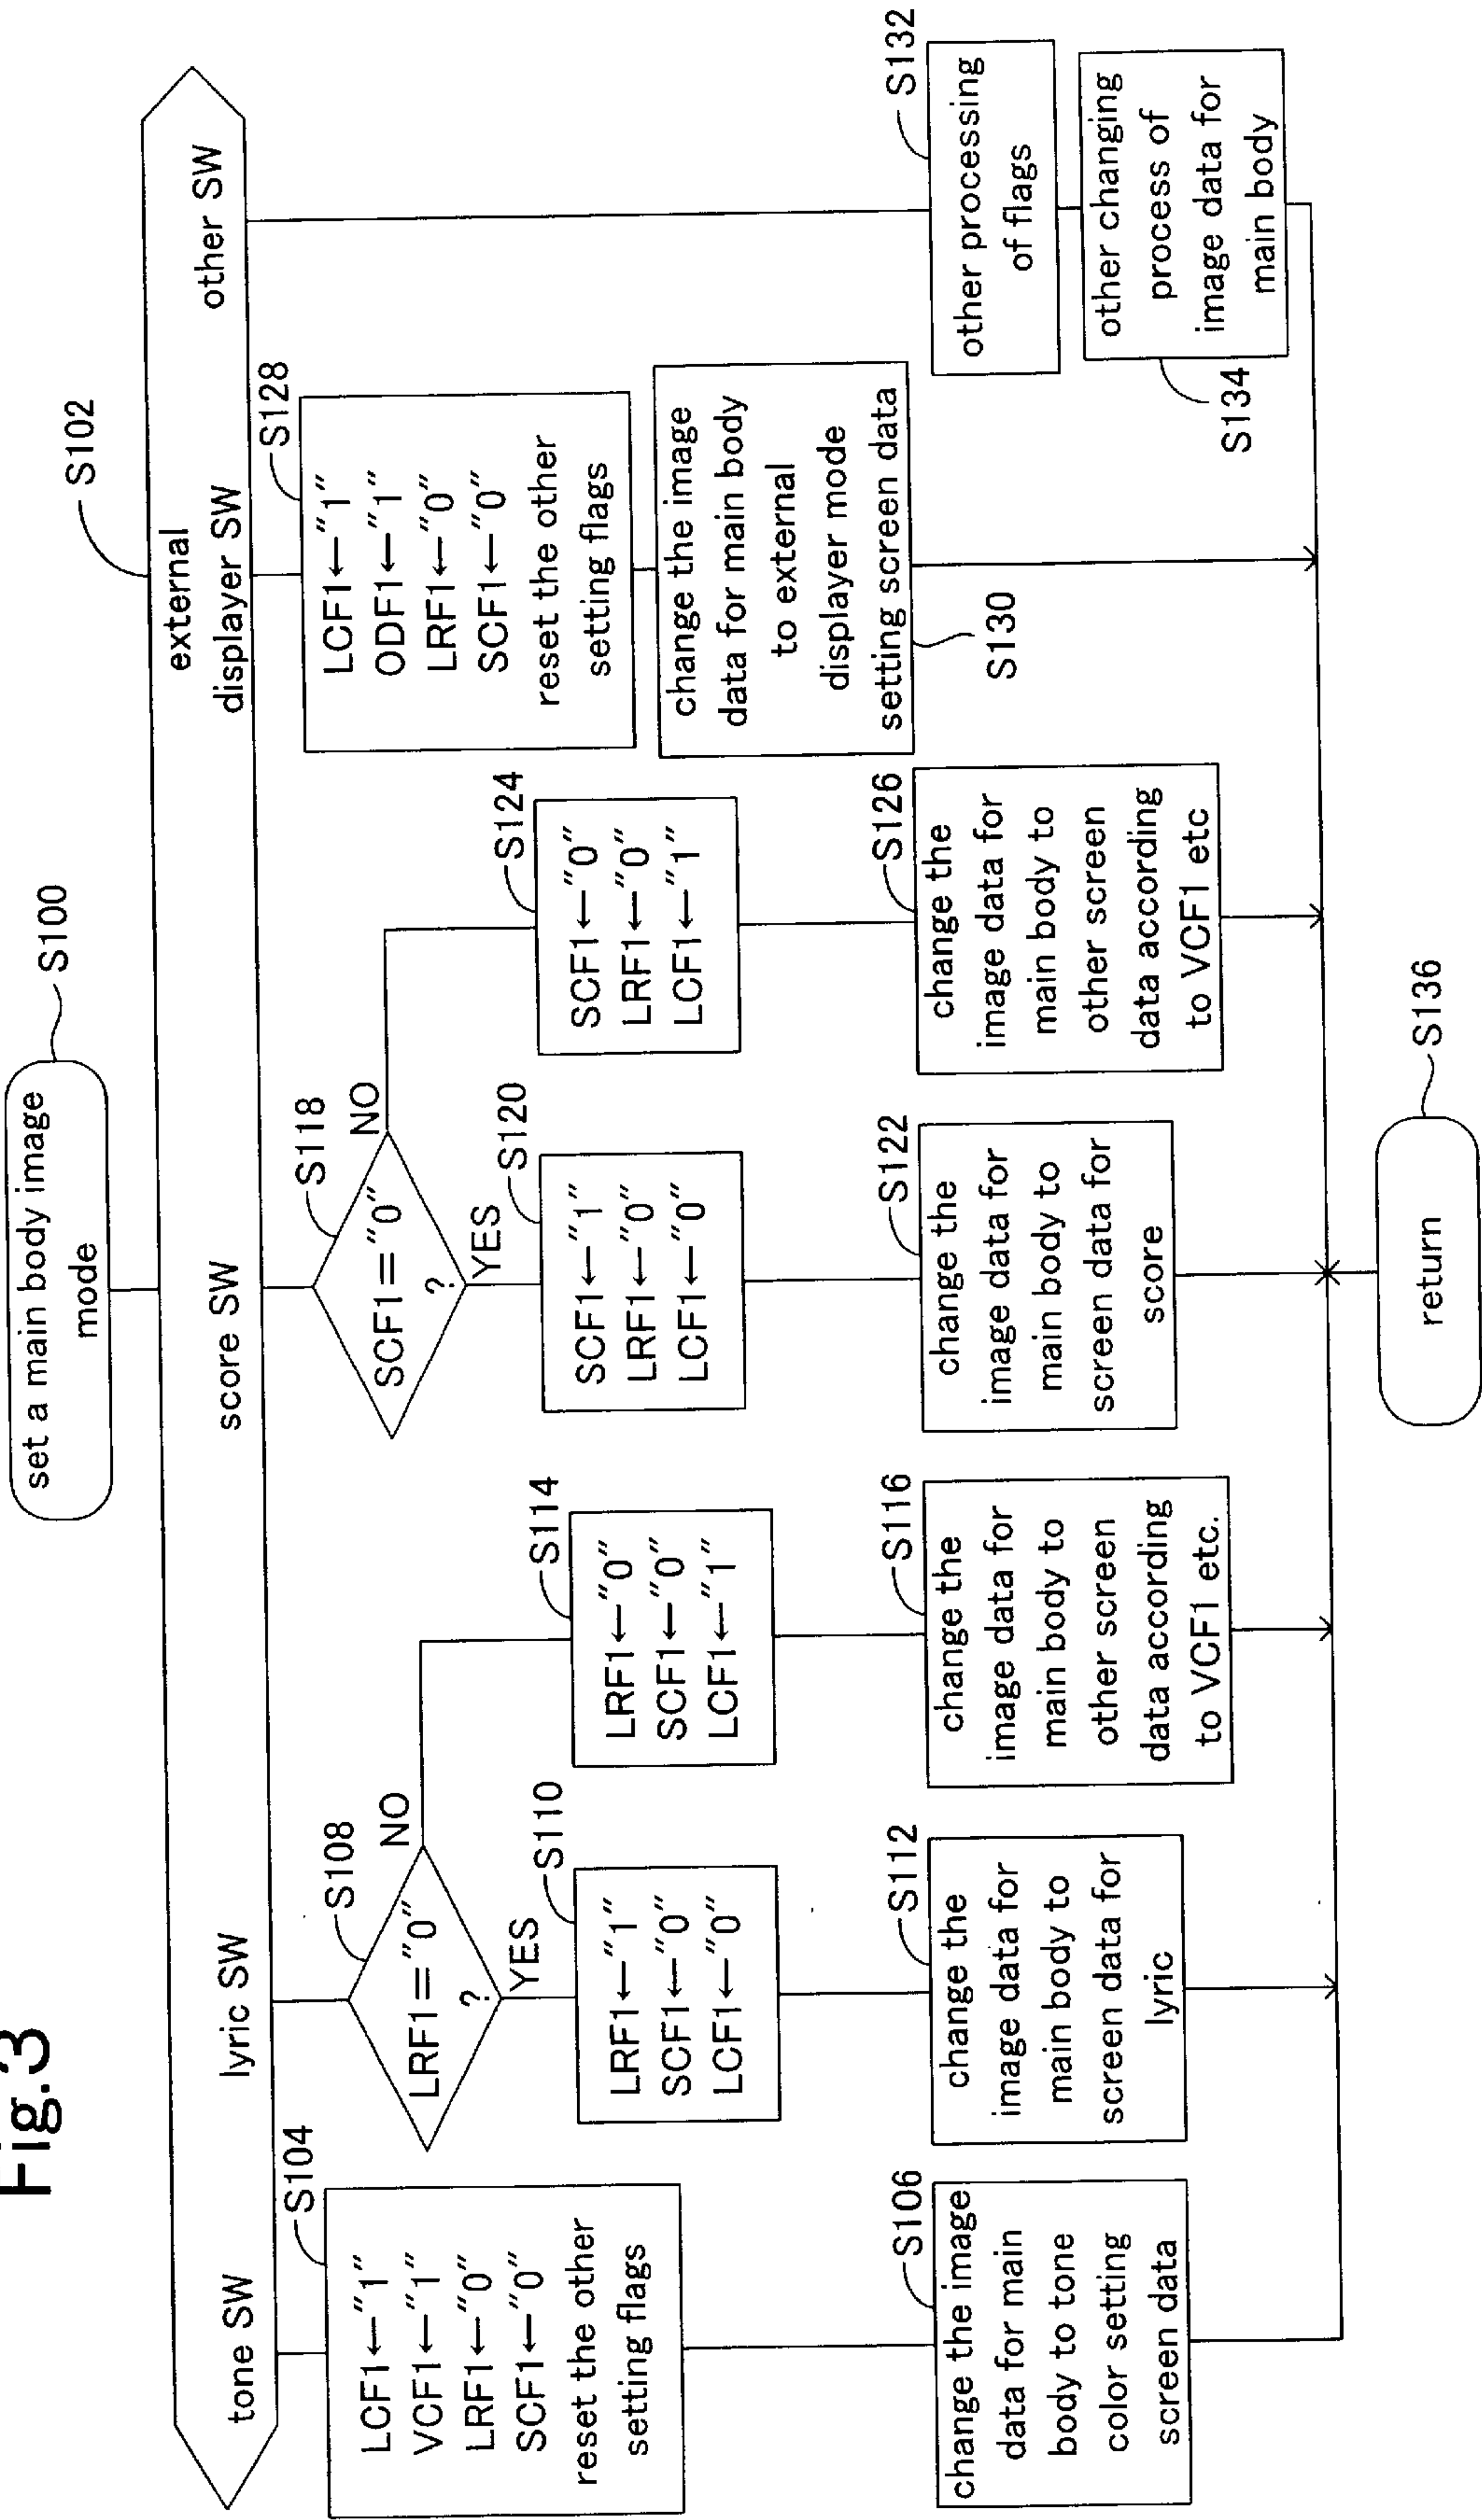 Fig.3
set a main body image
mode
S100
S102
tone SW
lyric SW
score SW
external
displayer SW
other SW
S104
LCF1←"1"
VCF1←"1"
LRF1←"0"
SCF1←"0"
reset the other
setting flags
S106
change the image
data for main
body to tone
color setting
screen data
S108
LRF1="0"
?
YES
NO
S110
LRF1←"1"
SCF1←"0"
LCF1←"0"
S112
change the
image data for
main body to
screen data for
lyric
S114
LRF1←"0"
SCF1←"0"
LCF1←"1"
S116
change the
image data for
main body to
other screen
data according
to VCF1 etc.
S118
SCF1="0"
?
YES
NO
S120
SCF1←"1"
LRF1←"0"
LCF1←"0"
S122
change the
image data for
main body to
screen data for
score
S124
SCF1←"0"
LRF1←"0"
LCF1←"1"
S126
change the
image data for
main body to
other screen
data according
to VCF1 etc
S128
LCF1←"1"
ODF1←"1"
LRF1←"0"
SCF1←"0"
reset the other
setting flags
change the image
data for main body
to external
displayer mode
setting screen data
S130
S132
other processing
of flags
other changing
process of
image data for
main body
S134
return
S136